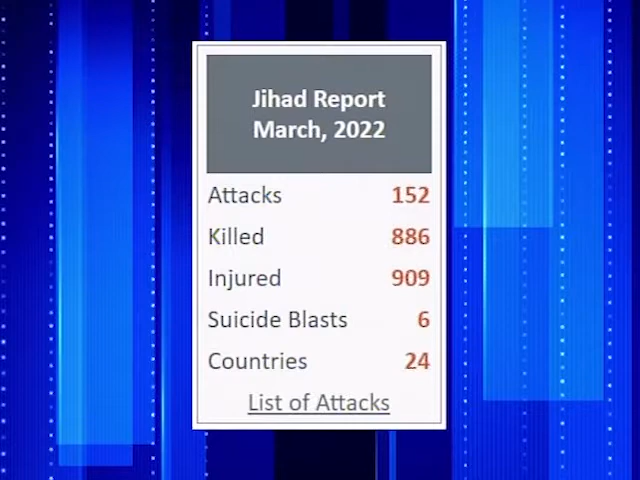 Jihad Report
March, 2022
Attacks 152
Killed 886
Injured 909
Suicide Blasts 6
Countries 24
List of Attacks